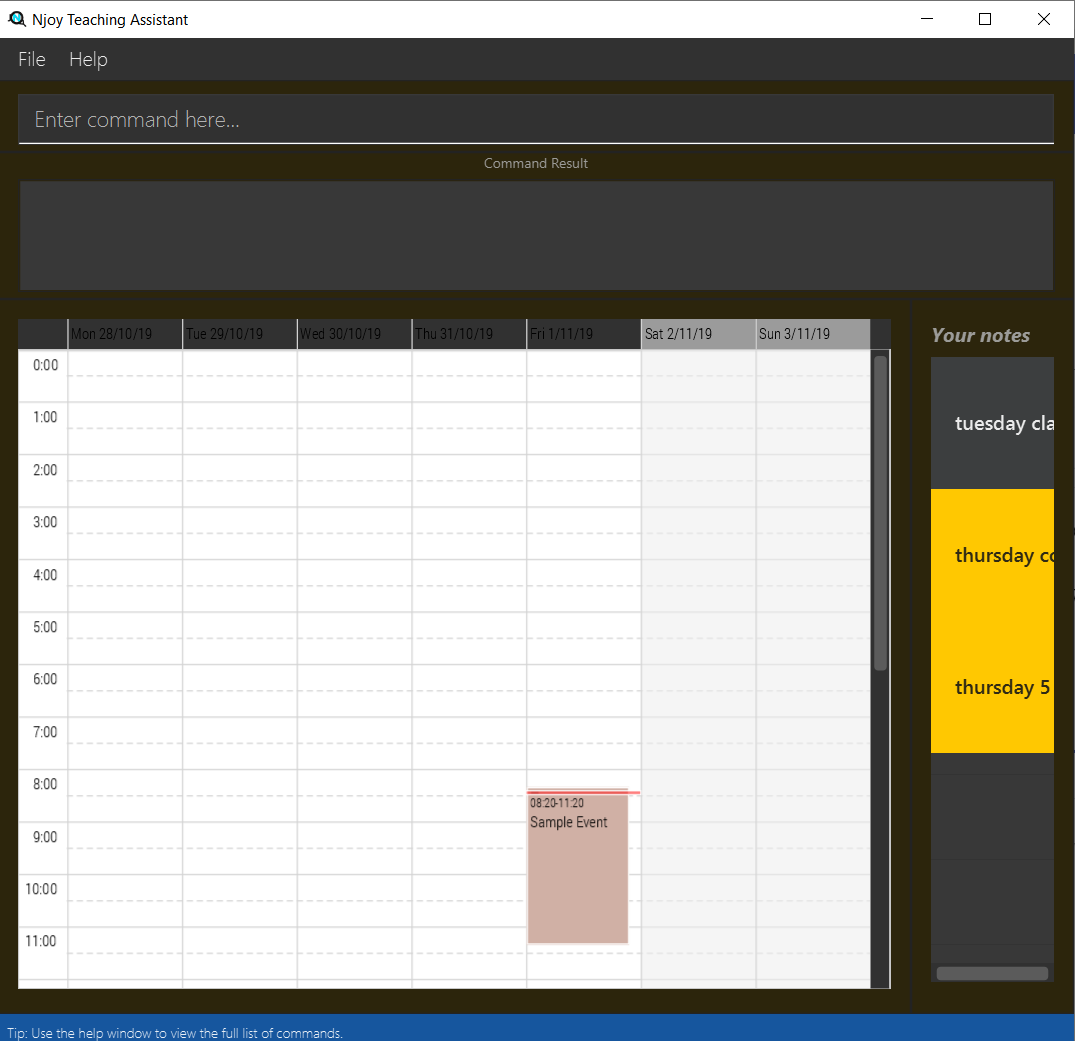 Njoy Teaching Assistant
File Help
Enter command here...
Command Result
Mon 28/10/19 Tue 29/10/19 Wed 30/10/19 Thu 31/10/19 Fri 1/11/19 Sat 2/11/19 Sun 3/11/19
Your notes
0:00
1:00
2:00
3:00
4:00
5:00
6:00
7:00
8:00
9:00
10:00
11:00
08:20-11:20
Sample Event
tuesday cla
thursday co
thursday 5
Tip: Use the help window to view the full list of commands.